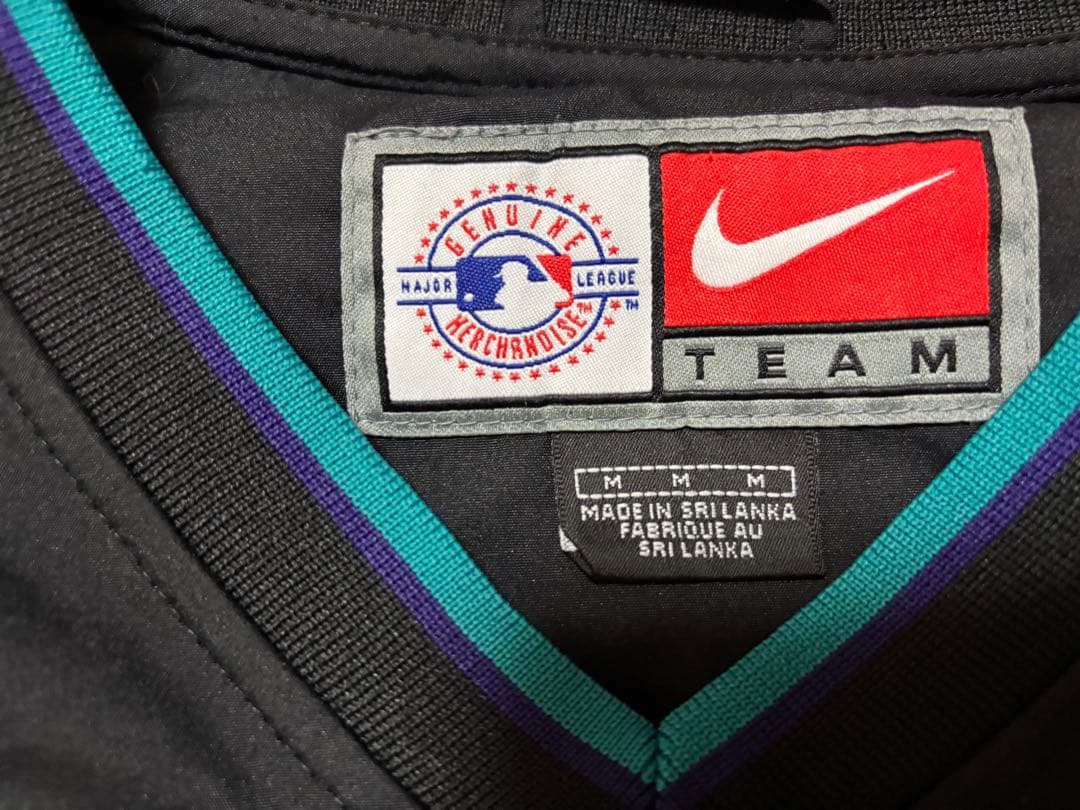 GENUINE
MAJOR LEAGUE
TM
MERCHANDISE
TEAM
M M M
MADE IN SRI LANKA
FABRIQUE AU
SRI LANKA